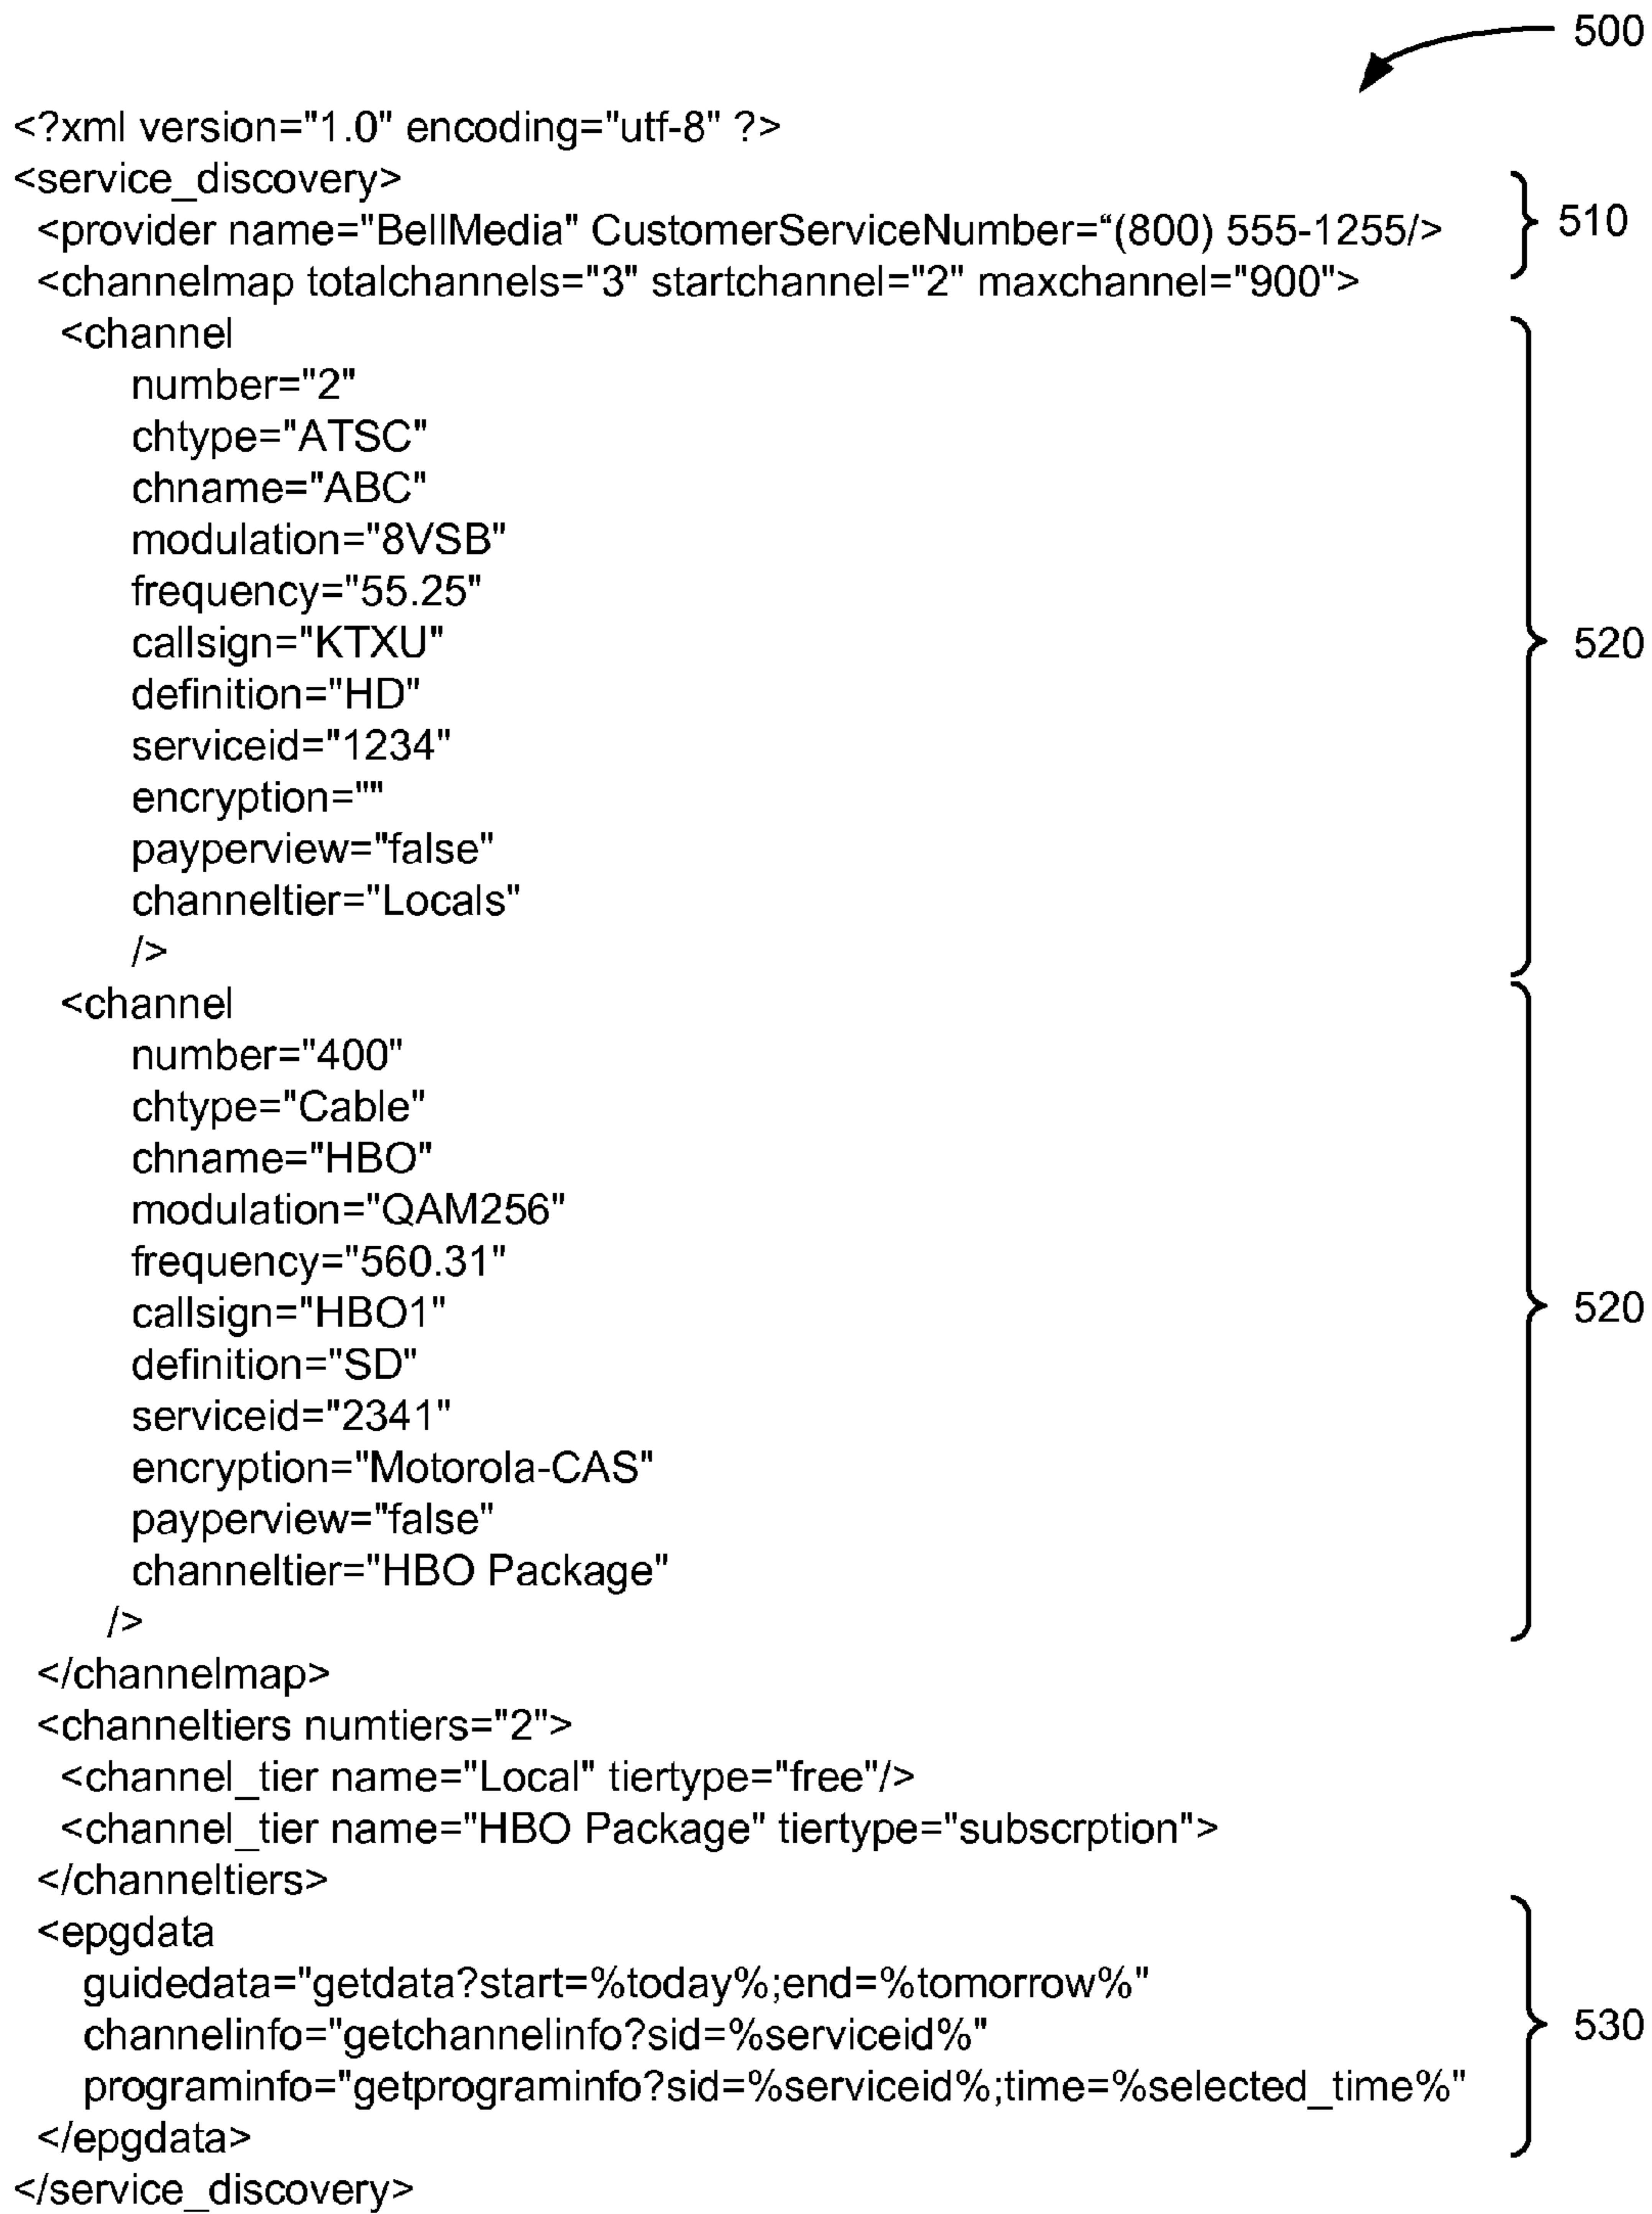 500
<?xml version="1.0" encoding="utf-8" ?>
<service_discovery>
<provider name="BellMedia" CustomerServiceNumber=“(800) 555-1255/>
510
<channelmap totalchannels="3" startchannel="2" maxchannel="900">
<channel
number="2"
chtype="ATSC"
chname="ABC"
modulation="8VSB"
frequency="55.25"
callsign="KTXU"
520
definition="HD"
serviceid="1234"
encryption=""
payperview="false"
channeltier="Locals"
/>
<channel
number="400"
chtype="Cable"
chname="HBO"
modulation="QAM256"
frequency="560.31"
callsign="HBO1"
520
definition="SD"
serviceid="2341"
encryption="Motorola-CAS"
payperview="false"
channeltier="HBO Package"
/>
</channelmap>
<channeltiers numtiers="2">
<channel_tier name="Local" tiertype="free"/>
<channel_tier name="HBO Package" tiertype="subscrption">
</channeltiers>
<epgdata
guidedata="getdata?start=%today%;end=%tomorrow%"
channelinfo="getchannelinfo?sid=%serviceid%"
530
programinfo="getprograminfo?sid=%serviceid%;time=%selected_time%"
</epgdata>
</service_discovery>